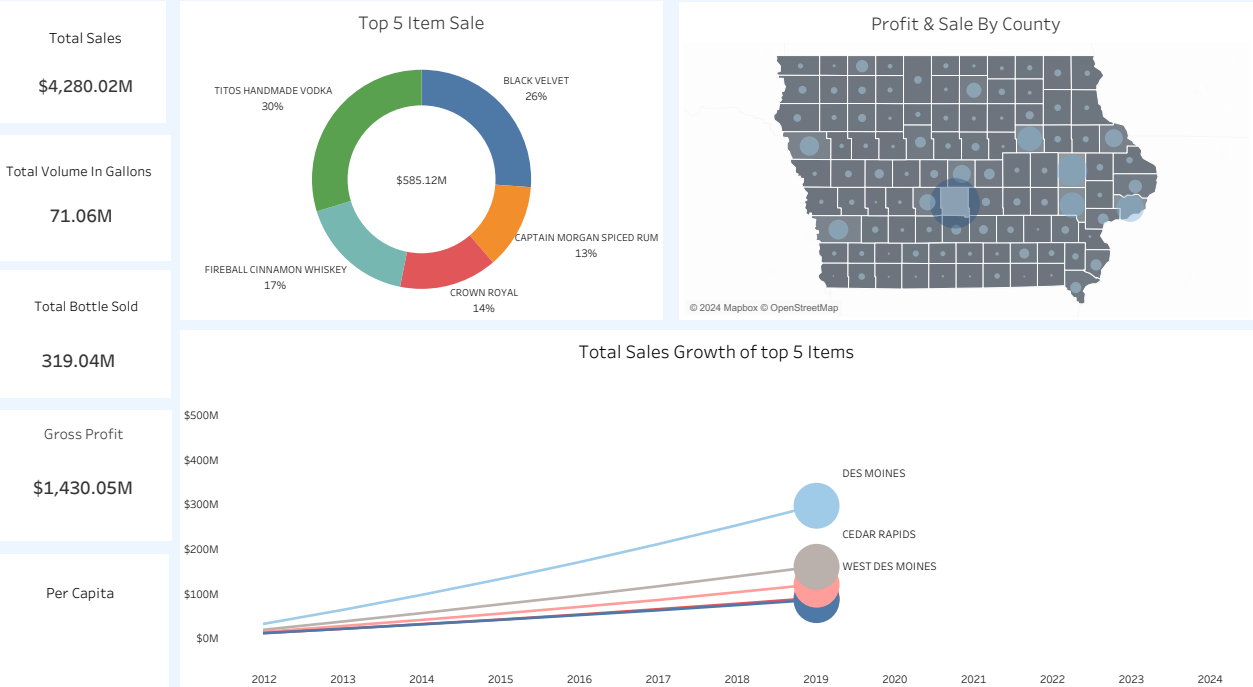 Total Sales
$4,280.02M
Total Volume In Gallons
71.06M
Total Bottle Sold
319.04M
Gross Profit
$1,430.05M
Per Capita
Top 5 Item Sale
TITOS HANDMADE VODKA
30%
BLACK VELVET
26%
$585.12M
CAPTAIN MORGAN SPICED RUM
13%
FIREBALL CINNAMON WHISKEY
17%
CROWN ROYAL
14%
Profit & Sale By County
© 2024 Mapbox © OpenStreetMap
Total Sales Growth of top 5 Items
$500M
$400M
$300M
$200M
$100M
$0M
DES MOINES
CEDAR RAPIDS
WEST DES MOINES
2012 2013 2014 2015 2016 2017 2018 2019 2020 2021 2022 2023 2024